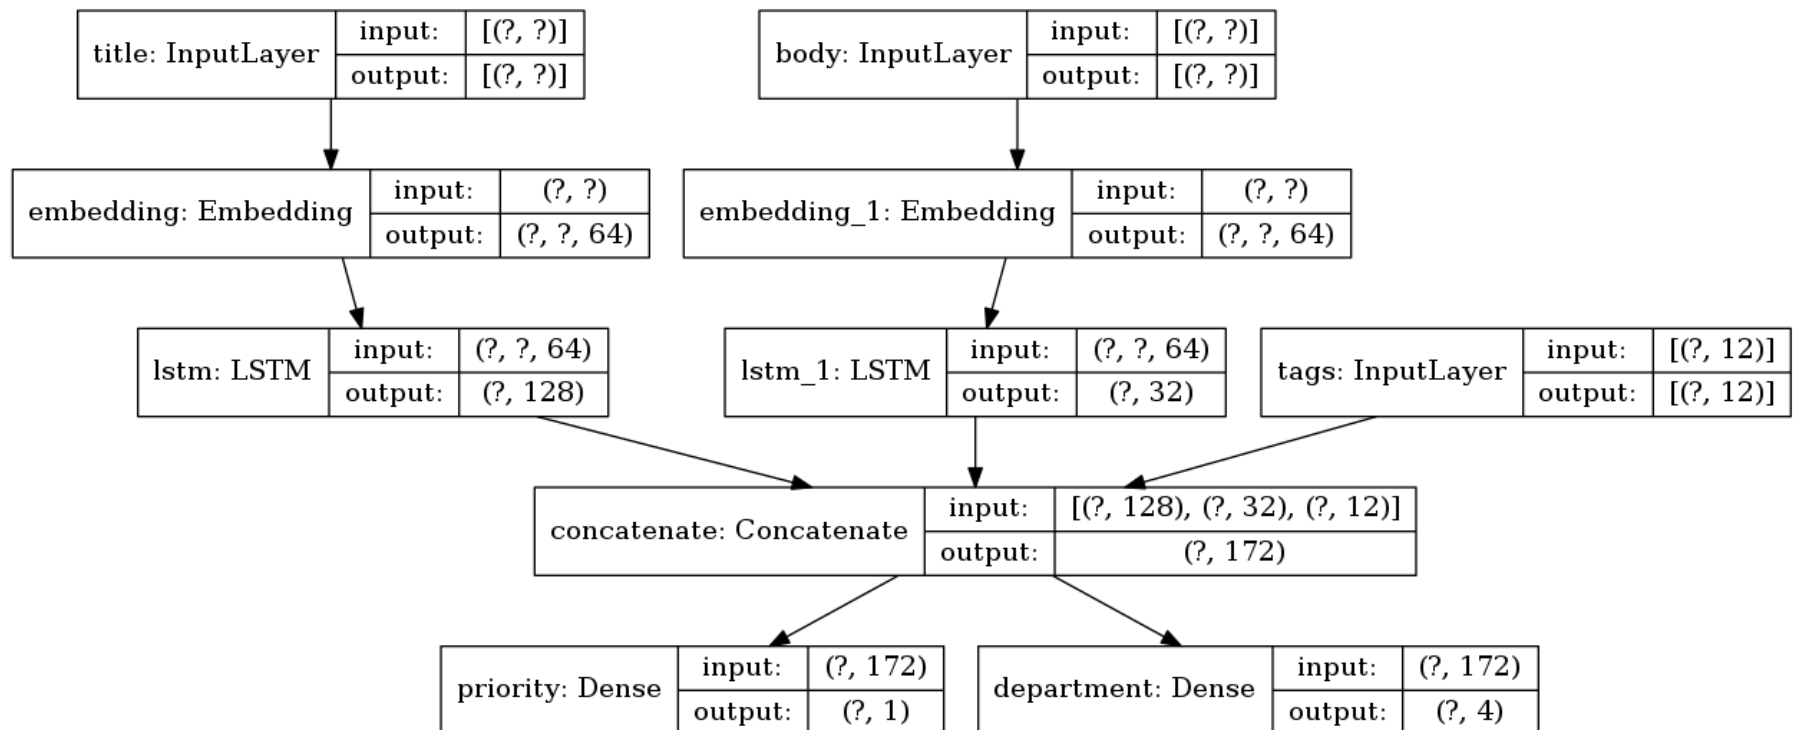 title: InputLayer
input: [(?, ?)]
output: [(?, ?)]
body: InputLayer
input: [(?, ?)]
output: [(?, ?)]
embedding: Embedding
input: (?, ?)
output: (?, ?, 64)
embedding_1: Embedding
input: (?, ?)
output: (?, ?, 64)
lstm: LSTM
input: (?, ?, 64)
output: (?, 128)
lstm_1: LSTM
input: (?, ?, 64)
output: (?, 32)
tags: InputLayer
input: [(?, 12)]
output: [(?, 12)]
concatenate: Concatenate
input: [(?, 128), (?, 32), (?, 12)]
output: (?, 172)
priority: Dense
input: (?, 172)
output: (?, 1)
department: Dense
input: (?, 172)
output: (?, 4)